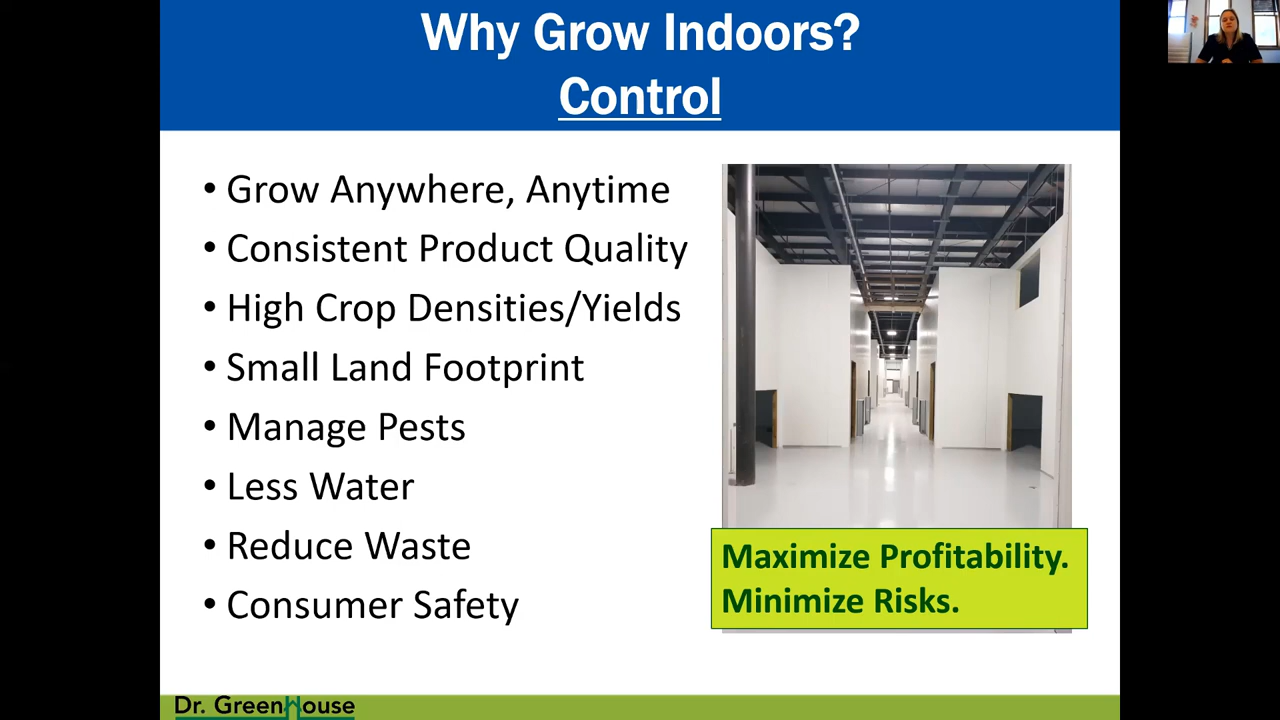 Why Grow Indoors?
Control
• Grow Anywhere, Anytime
• Consistent Product Quality
• High Crop Densities/Yields
• Small Land Footprint
• Manage Pests
• Less Water
• Reduce Waste
• Consumer Safety
Maximize Profitability.
Minimize Risks.
Dr. GreenHouse